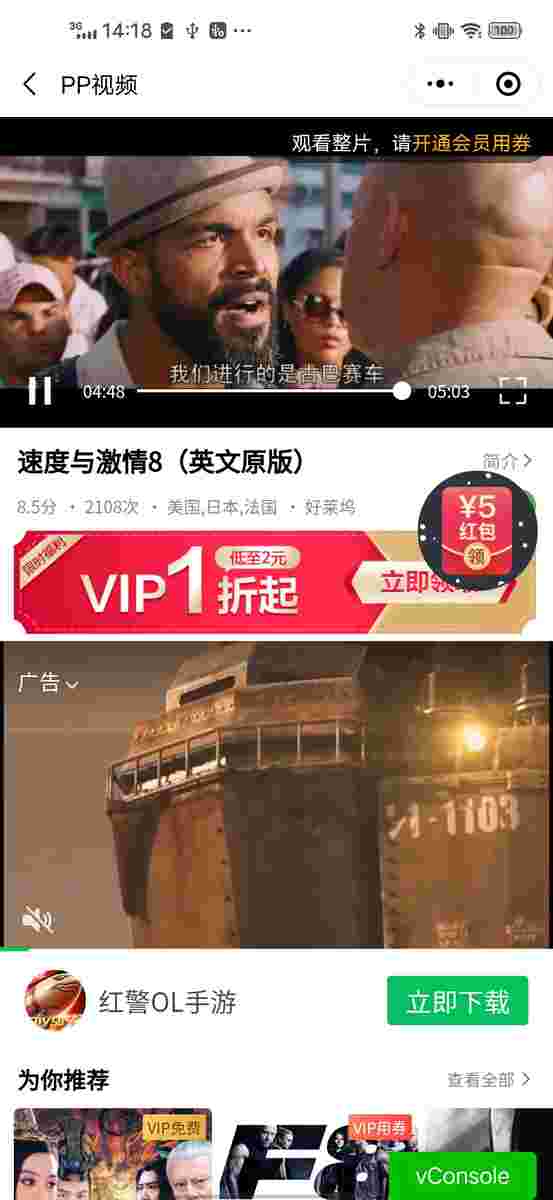 3G 14:18
100
PP视频
观看整片，请开通会员用券
我们进行的是古巴赛车
04:48
05:03
速度与激情8（英文原版）
简介
8.5分 · 2108次 · 美国,日本,法国 · 好莱坞
¥5
红包
领
限时福利
VIP1折起
低至2元
立即领
广告
1-1103
红警OL手游
立即下载
为你推荐
查看全部
VIP免费
VIP用券
F8
vConsole